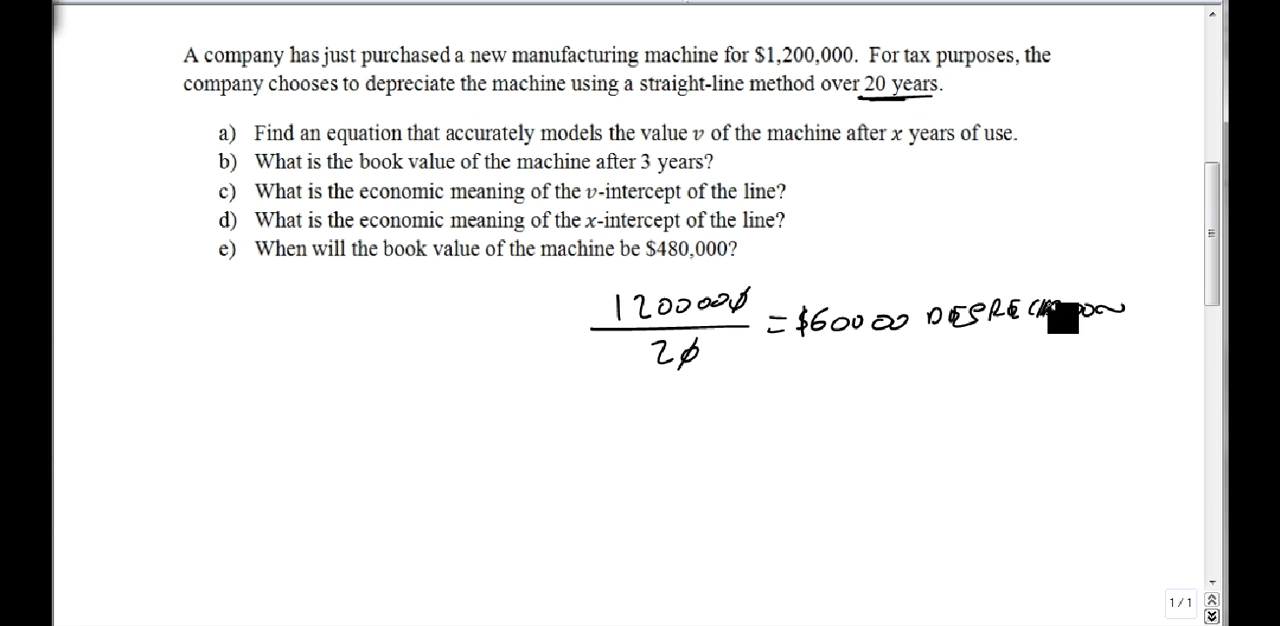 A company has just purchased a new manufacturing machine for $1,200,000. For tax purposes, the
company chooses to depreciate the machine using a straight-line method over 20 years.
a) Find an equation that accurately models the value v of the machine after x years of use.
b) What is the book value of the machine after 3 years?
c) What is the economic meaning of the v-intercept of the line?
d) What is the economic meaning of the x-intercept of the line?
e) When will the book value of the machine be $480,000?
1200000
20
= $60000
1/1